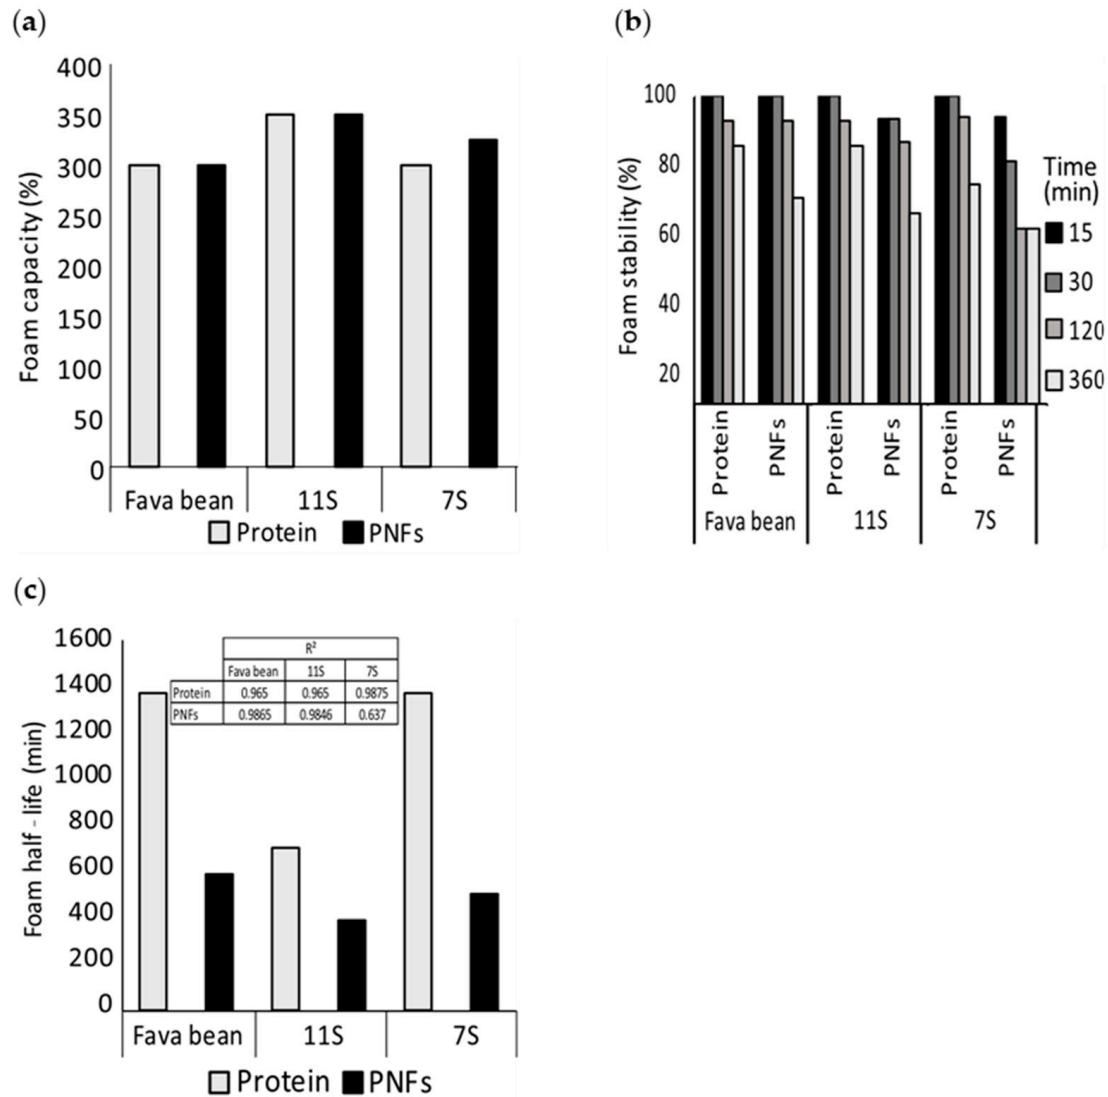 (a)
400
350
300
250
200
150
100
50
0
Foam capacity (%)
Fava bean 11S 7S
Protein PNFs
(b)
100
80
60
40
20
Foam stability (%)
Time
(min)
15
30
120
360
Protein PNFs Protein PNFs Protein PNFs
Fava bean 11S 7S
(c)
1600
1400
1200
1000
800
600
400
200
0
Foam half - life (min)
R²
Fava bean 11S 7S
Protein 0.965 0.965 0.9875
PNFs 0.9865 0.9846 0.637
Fava bean 11S 7S
Protein PNFs